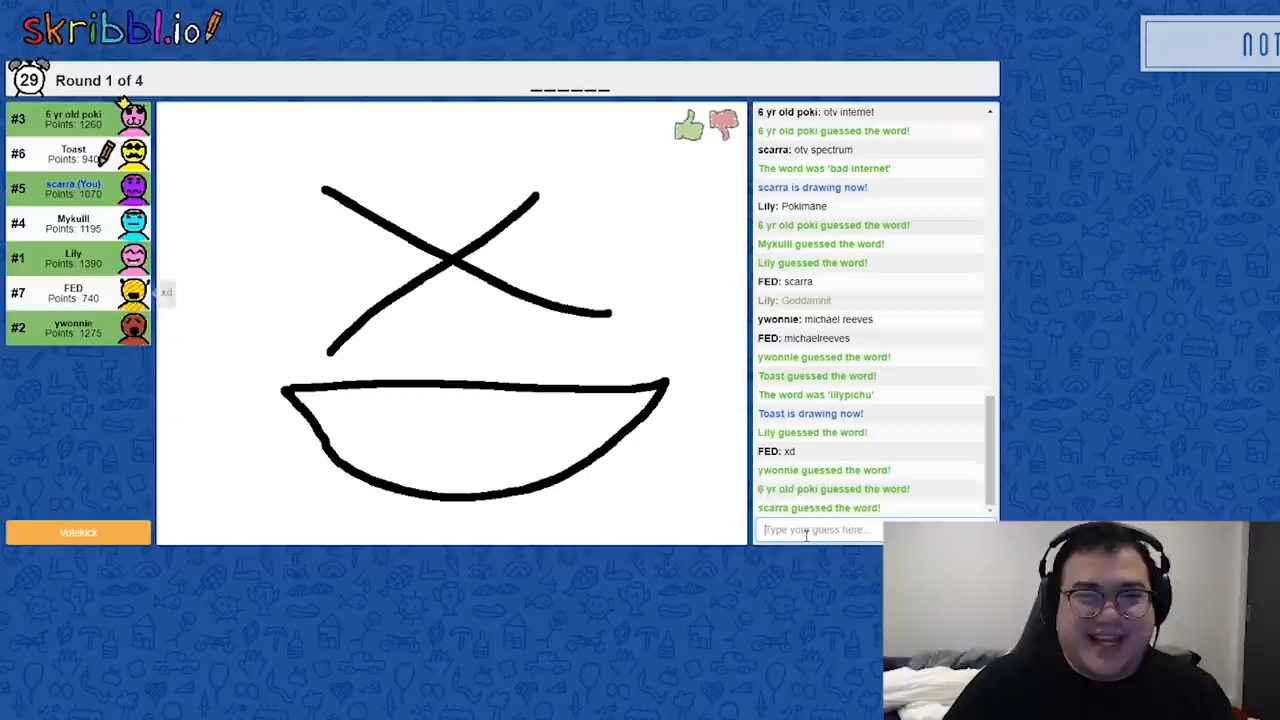 skribbl.io
NOT
29
Round 1 of 4
______
#3
6 yr old poki
Points: 1260
#6
Toast
Points: 940
#5
scarra (You)
Points: 1070
#4
Mykulll
Points: 1195
#1
Lily
Points: 1390
#7
FED
Points 740
#2
ywonnie
Points: 1275
xd
Votekick
6 yr old poki: otv internet
6 yr old poki guessed the word!
scarra: otv spectrum
The word was 'bad internet'
scarra is drawing now!
Lily: Pokimane
6 yr old poki guessed the word!
Mykulll guessed the word!
Lily guessed the word!
FED: scarra
Lily: Goddamnit
ywonnie: michael reeves
FED: michaelreeves
ywonnie guessed the word!
Toast guessed the word!
The word was 'lilypichu'
Toast is drawing now!
Lily guessed the word!
FED: xd
ywonnie guessed the word!
6 yr old poki guessed the word!
scarra guessed the word!
Type your guess here...